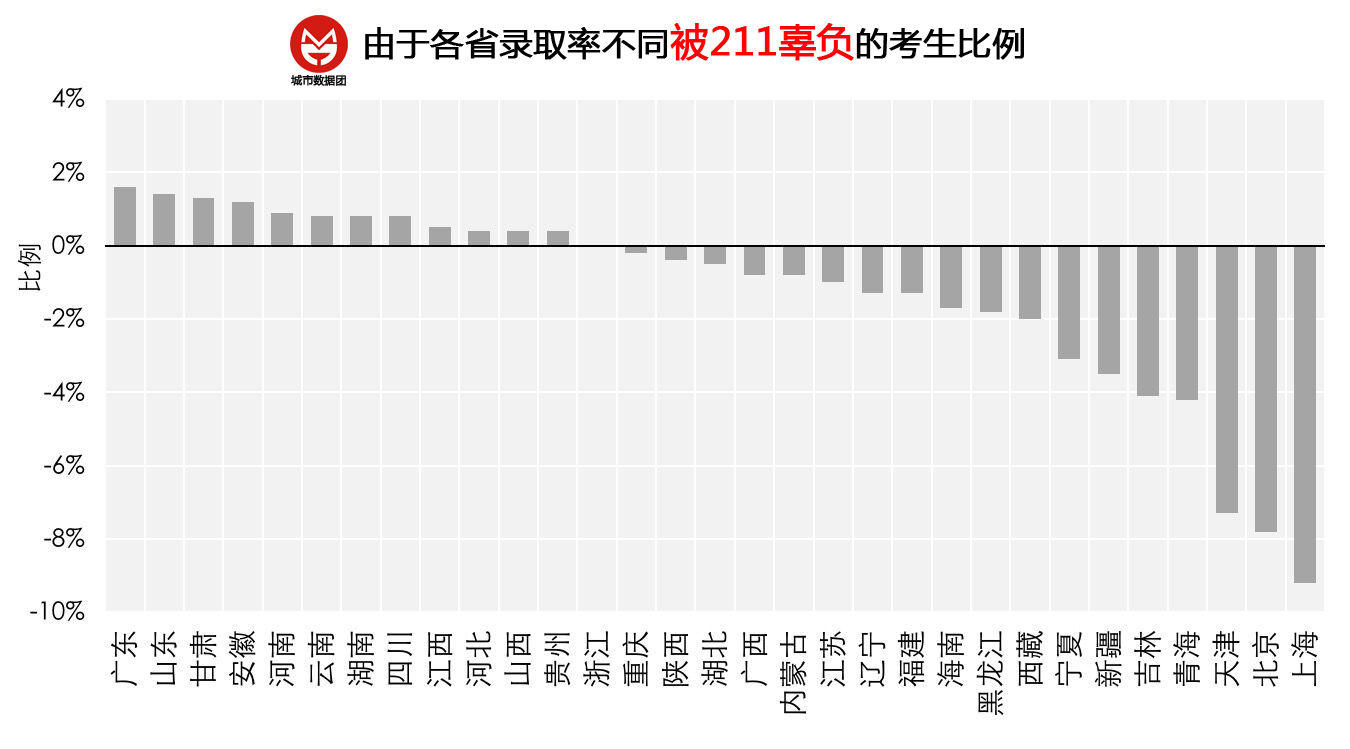 由于各省录取率不同被211辜负的考生比例
城市数据团
4%
2%
0%
-2%
-4%
-6%
-8%
-10%
比例
广东
山东
甘肃
安徽
河南
云南
湖南
四川
江西
河北
山西
贵州
浙江
重庆
陕西
湖北
广西
内蒙古
江苏
辽宁
福建
海南
黑龙江
西藏
宁夏
新疆
吉林
青海
天津
北京
上海